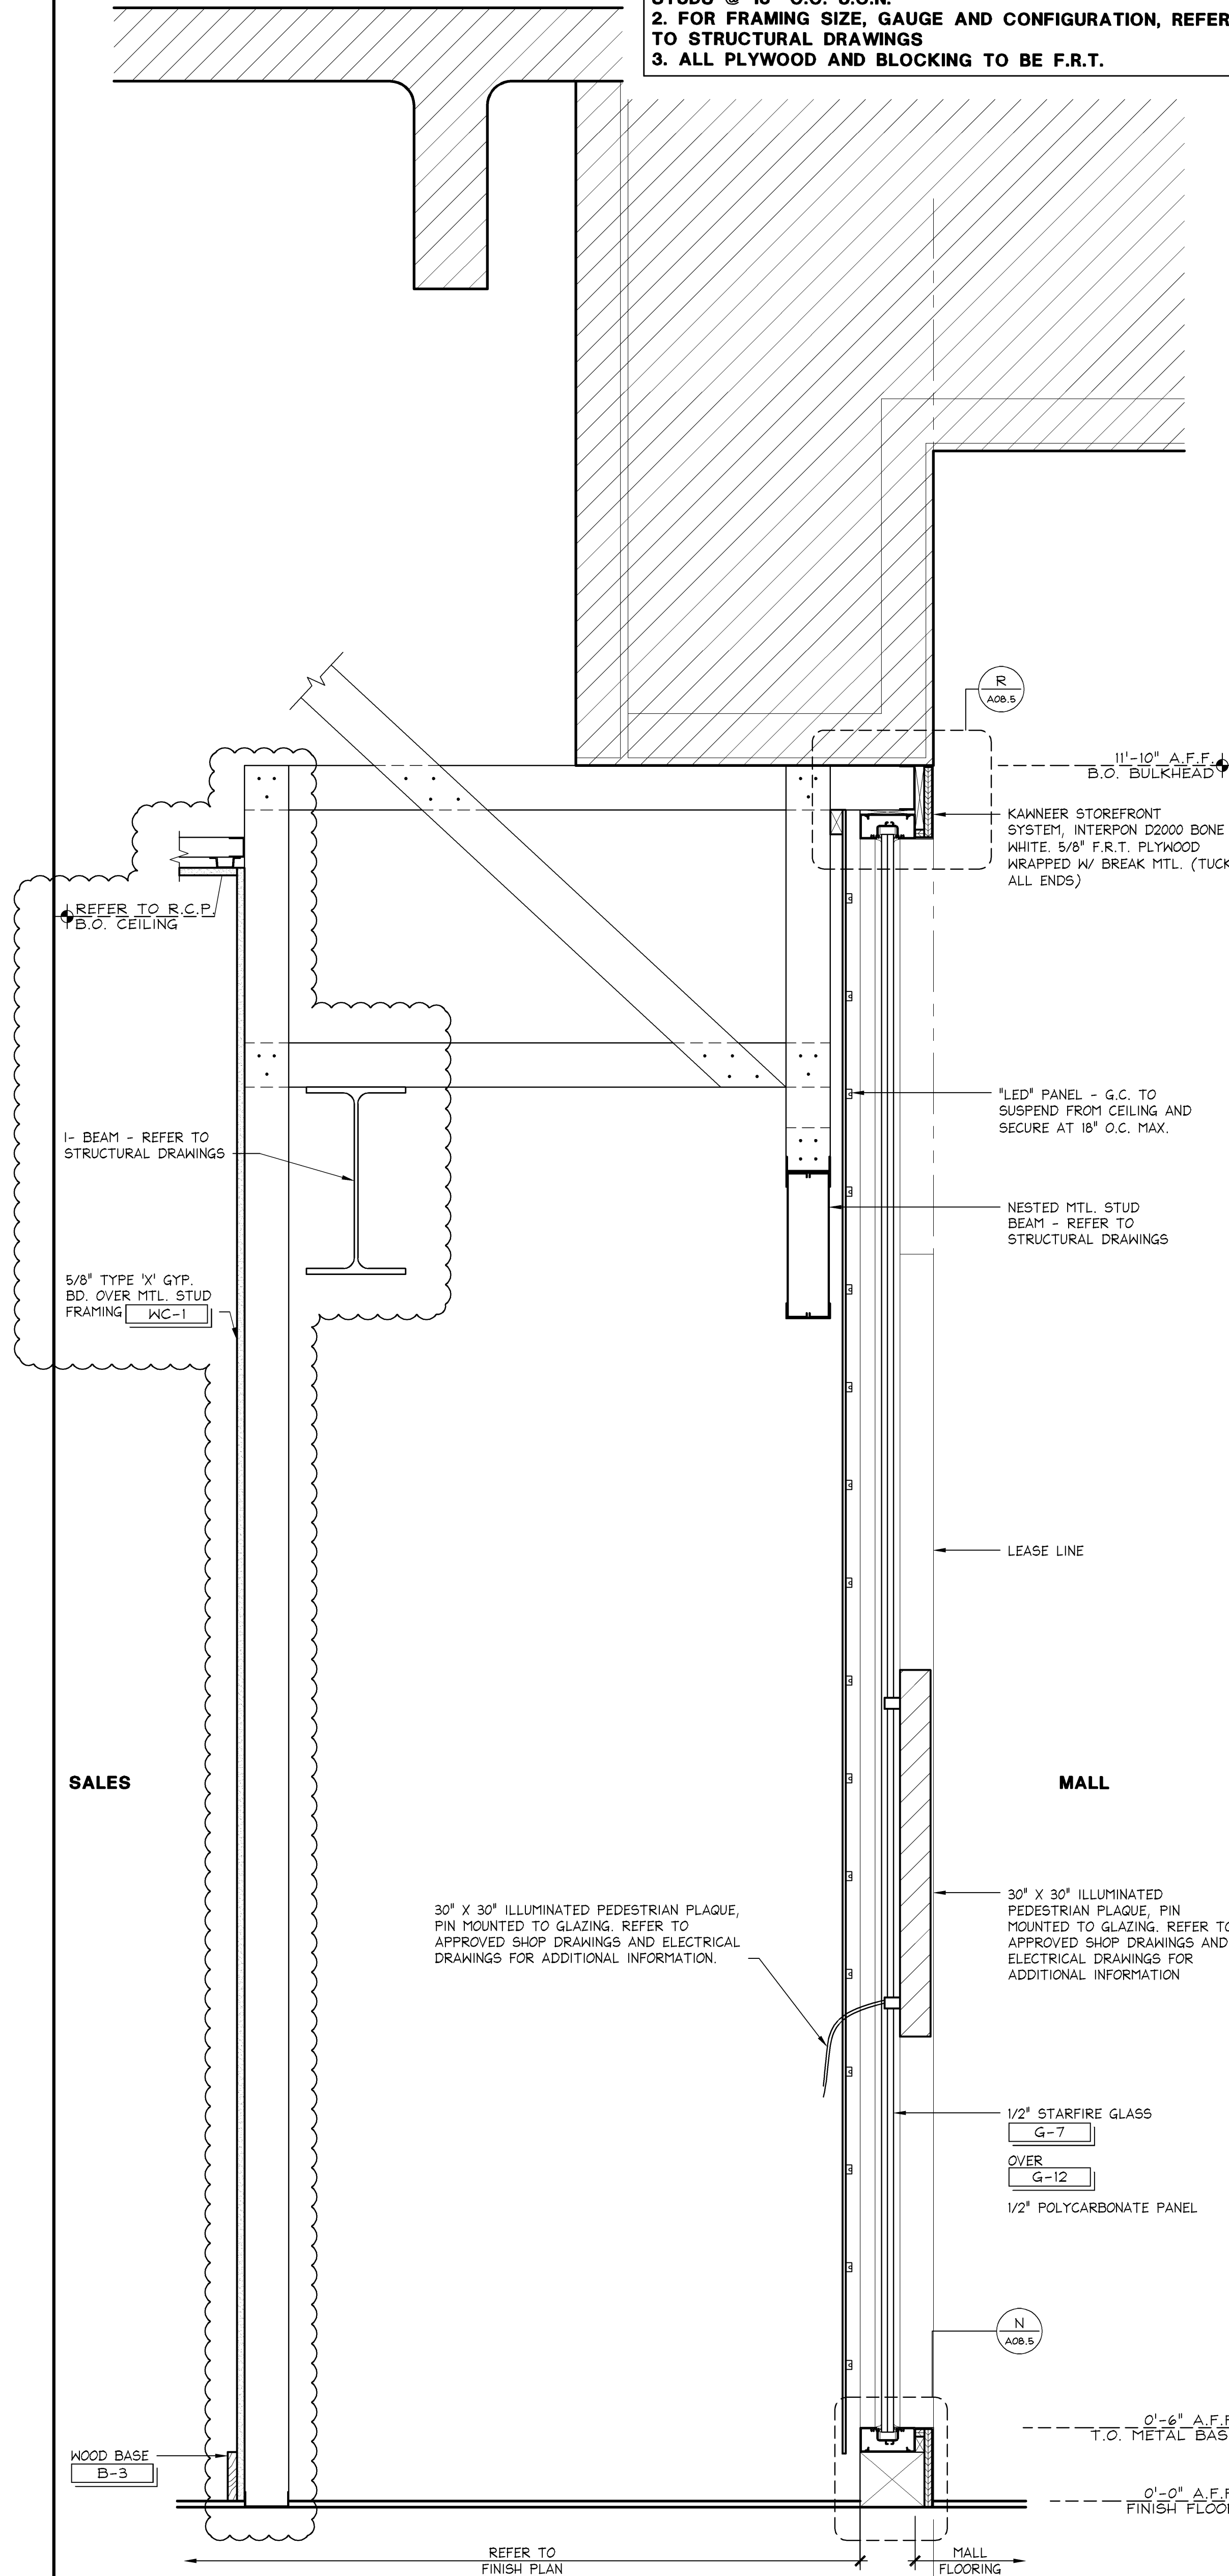 2. FOR FRAMING SIZE, GAUGE AND CONFIGURATION, REFER
TO STRUCTURAL DRAWINGS
3. ALL PLYWOOD AND BLOCKING TO BE F.R.T.
R
A08.5
11'-10" A.F.F.
B.O. BULKHEAD
KAWNEER STOREFRONT
SYSTEM, INTERPON D2000 BONE
WHITE. 5/8" F.R.T. PLYWOOD
WRAPPED W/ BREAK MTL. (TUCK
ALL ENDS)
REFER TO R.C.P.
B.O. CEILING
"LED" PANEL - G.C. TO
SUSPEND FROM CEILING AND
SECURE AT 18" O.C. MAX.
I- BEAM - REFER TO
STRUCTURAL DRAWINGS
NESTED MTL. STUD
BEAM - REFER TO
STRUCTURAL DRAWINGS
5/8" TYPE 'X' GYP.
BD. OVER MTL. STUD
FRAMING WC-1
LEASE LINE
SALES
MALL
30" X 30" ILLUMINATED PEDESTRIAN PLAQUE,
PIN MOUNTED TO GLAZING. REFER TO
APPROVED SHOP DRAWINGS AND ELECTRICAL
DRAWINGS FOR ADDITIONAL INFORMATION.
30" X 30" ILLUMINATED
PEDESTRIAN PLAQUE, PIN
MOUNTED TO GLAZING. REFER TO
APPROVED SHOP DRAWINGS AND
ELECTRICAL DRAWINGS FOR
ADDITIONAL INFORMATION
1/2" STARFIRE GLASS
G-7
OVER
G-12
1/2" POLYCARBONATE PANEL
N
A08.5
0'-6" A.F.F
T.O. METAL BAS
WOOD BASE
B-3
0'-0" A.F.F
FINISH FLOO
REFER TO
FINISH PLAN
MALL
FLOORING